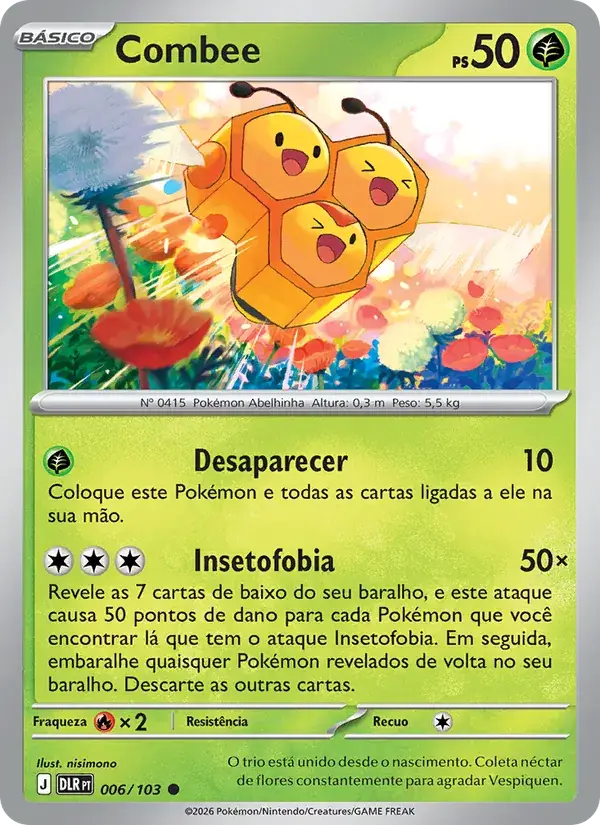 BÁSICO
Combee
PS 50
Nº 0415 Pokémon Abelhinha Altura: 0,3 m Peso: 5,5 kg
Desaparecer 10
Coloque este Pokémon e todas as cartas ligadas a ele na
sua mão.
Insetofobia 50×
Revele as 7 cartas de baixo do seu baralho, e este ataque
causa 50 pontos de dano para cada Pokémon que você
encontrar lá que tem o ataque Insetofobia. Em seguida,
embaralhe quaisquer Pokémon revelados de volta no seu
baralho. Descarte as outras cartas.
Fraqueza × 2 Resistência Recuo
Ilust. nisimono
O trio está unido desde o nascimento. Coleta néctar
de flores constantemente para agradar Vespiquen.
J DLR PT 006/103
©2026 Pokémon/Nintendo/Creatures/GAME FREAK